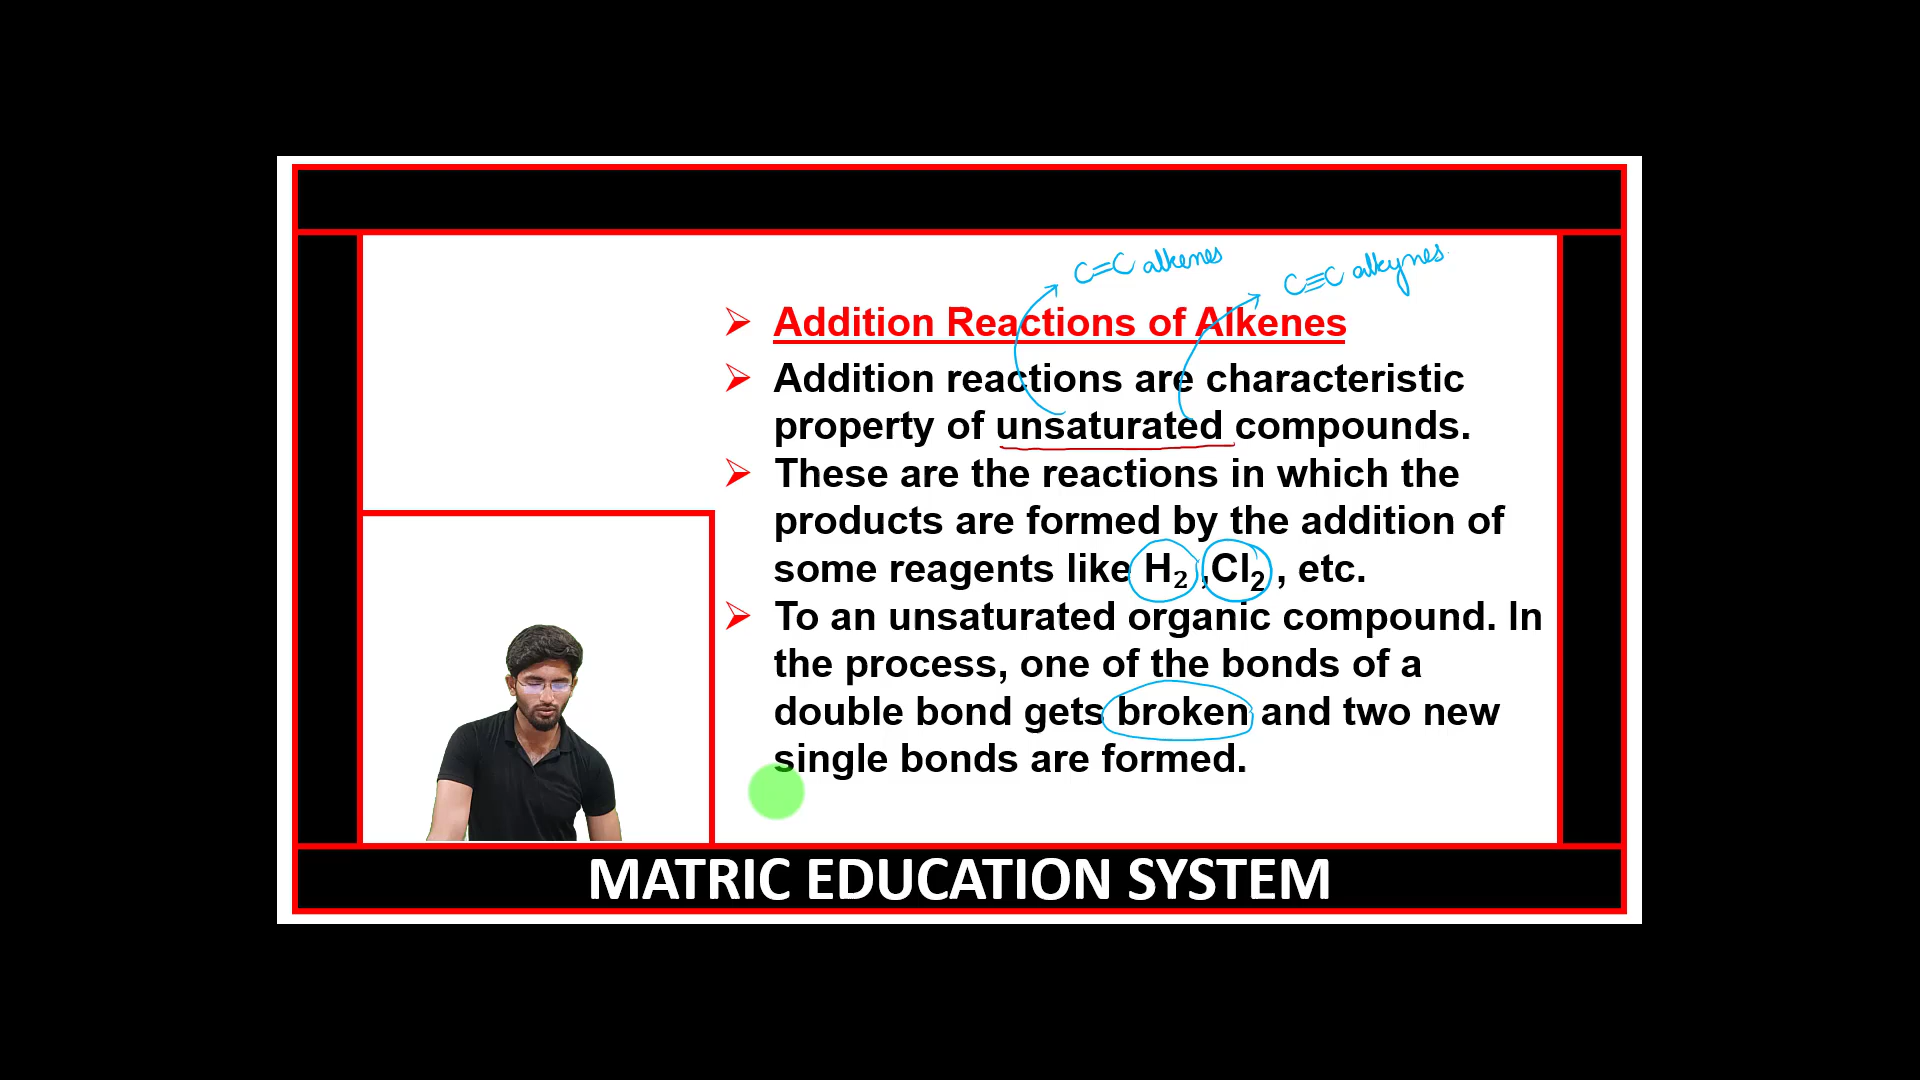 C=C alkenes
C≡C alkynes
Addition Reactions of Alkenes
Addition reactions are characteristic
property of unsaturated compounds.
These are the reactions in which the
products are formed by the addition of
some reagents like H₂ ,Cl₂ , etc.
To an unsaturated organic compound. In
the process, one of the bonds of a
double bond gets broken and two new
single bonds are formed.
MATRIC EDUCATION SYSTEM